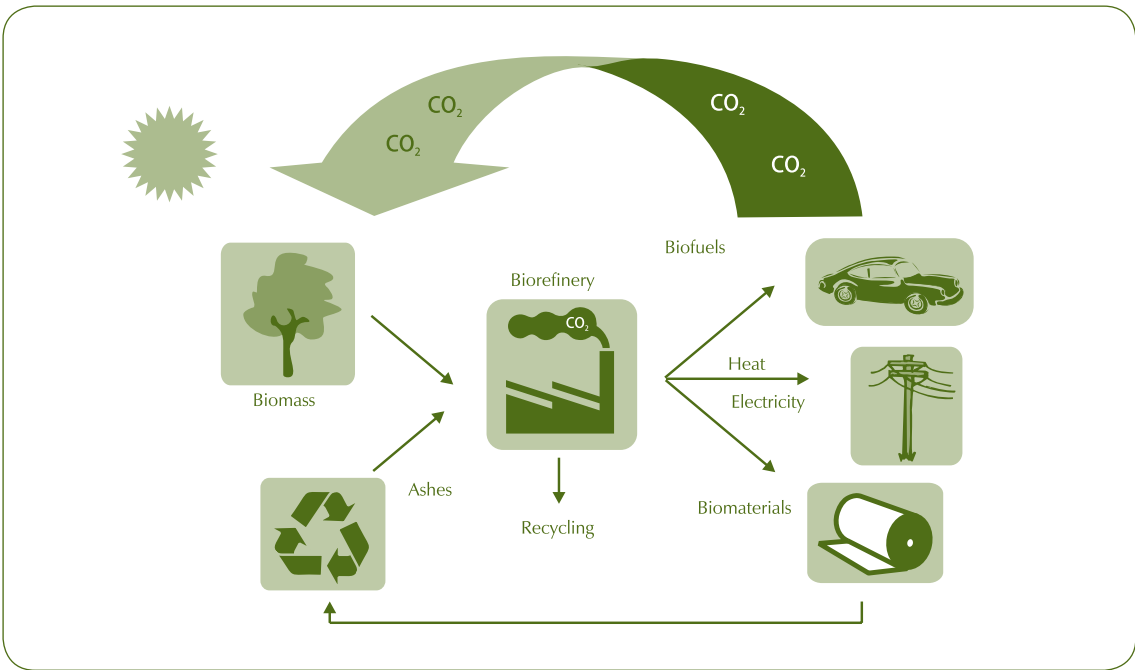 CO₂
CO₂
CO₂
CO₂
Biofuels
Biorefinery
CO₂
Heat
Biomass
Electricity
Ashes
Biomaterials
Recycling